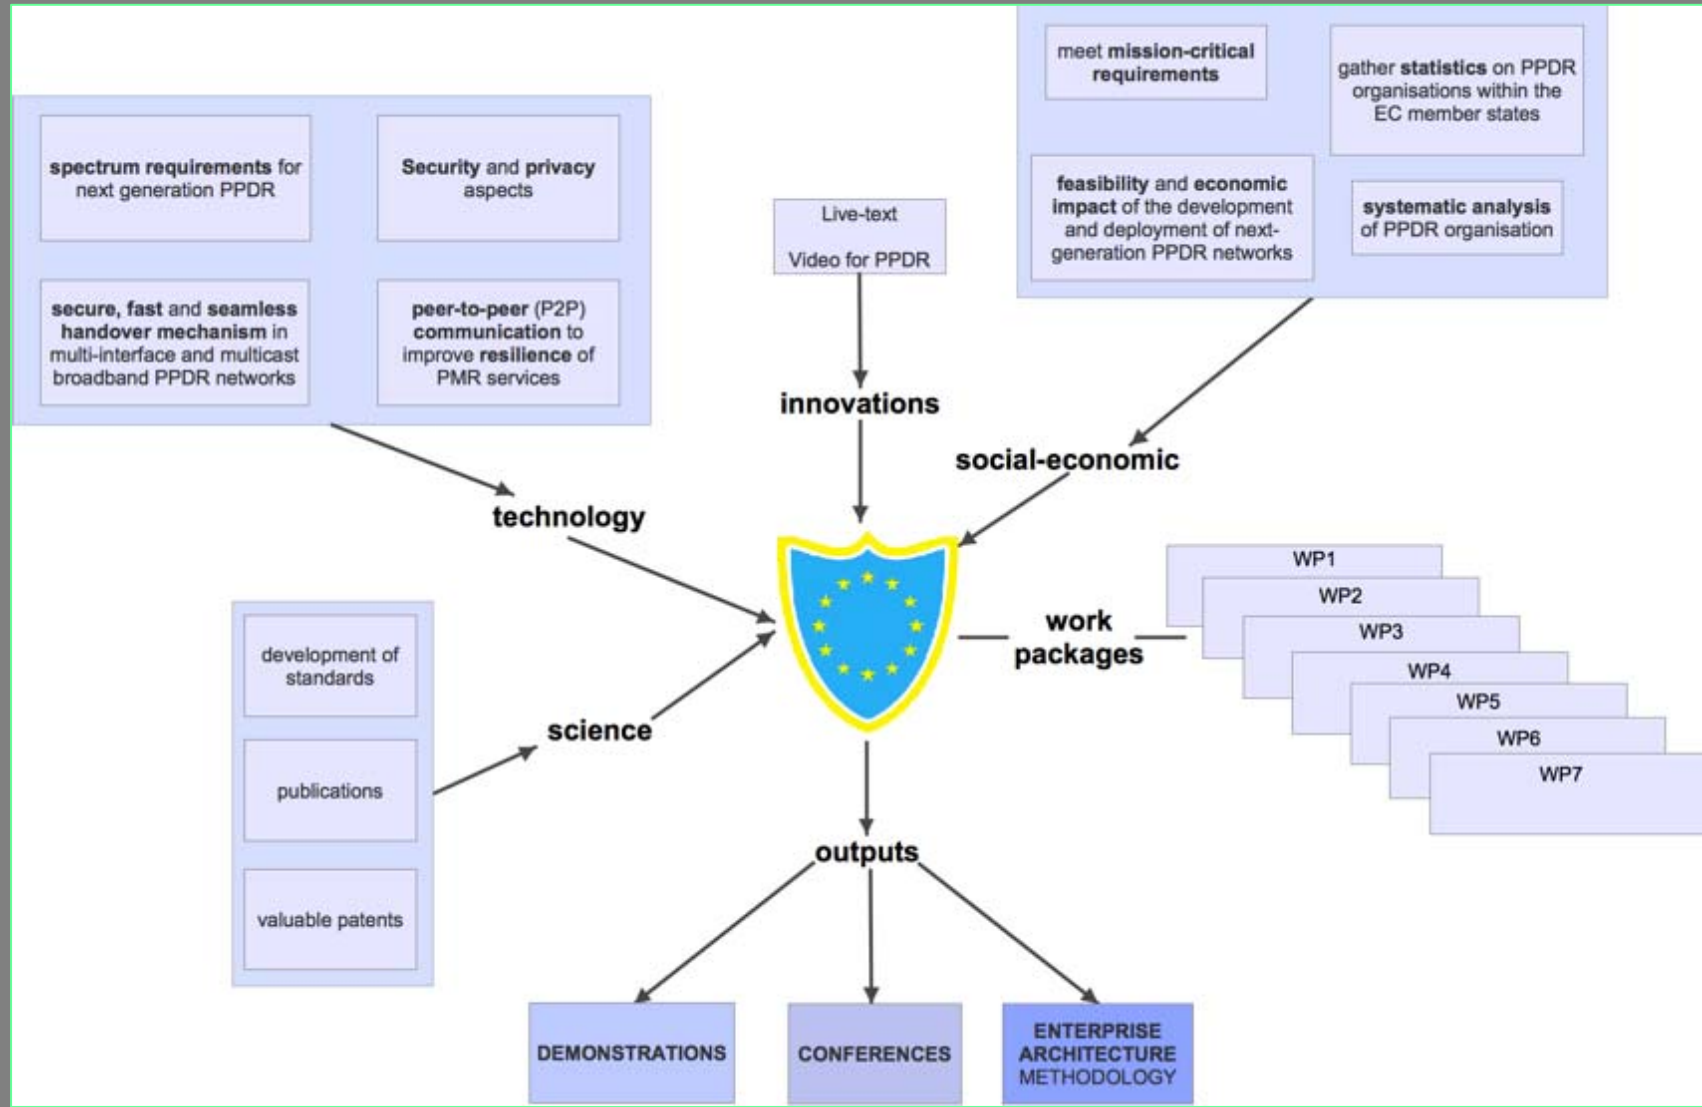 meet mission-critical
requirements
gather statistics on PPDR
organisations within the
EC member states
feasibility and economic
impact of the development
and deployment of next-
generation PPDR networks
systematic analysis
of PPDR organisation
spectrum requirements for
next generation PPDR
Security and privacy
aspects
secure, fast and seamless
handover mechanism in
multi-interface and multicast
broadband PPDR networks
peer-to-peer (P2P)
communication to
improve resilience of
PMR services
Live-text
Video for PPDR
innovations
social-economic
technology
work
packages
WP1
WP2
WP3
WP4
WP5
WP6
WP7
development of
standards
publications
valuable patents
science
outputs
DEMONSTRATIONS
CONFERENCES
ENTERPRISE
ARCHITECTURE
METHODOLOGY